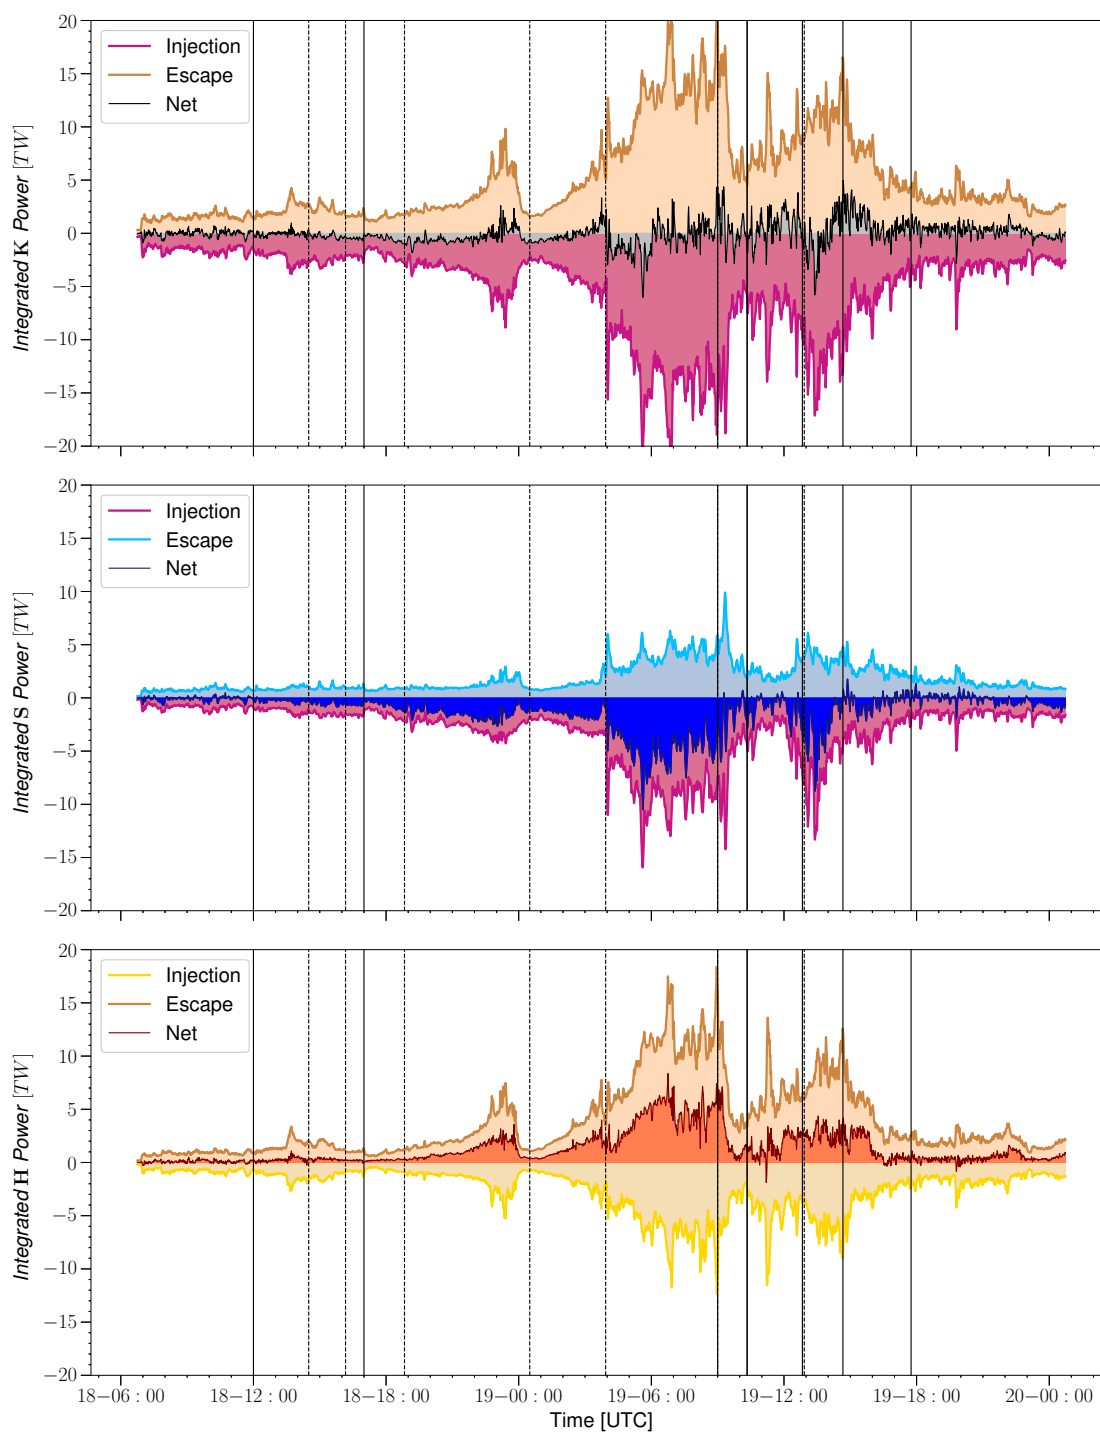 20
15
10
5
0
−5
−10
−15
−20
Integrated K Power [TW]
Injection
Escape
Net
20
15
10
5
0
−5
−10
−15
−20
Integrated S Power [TW]
Injection
Escape
Net
20
15
10
5
0
−5
−10
−15
−20
Integrated H Power [TW]
Injection
Escape
Net
18−06 : 00 18−12 : 00 18−18 : 00 19−00 : 00 19−06 : 00 19−12 : 00 19−18 : 00 20−00 : 00
Time [UTC]